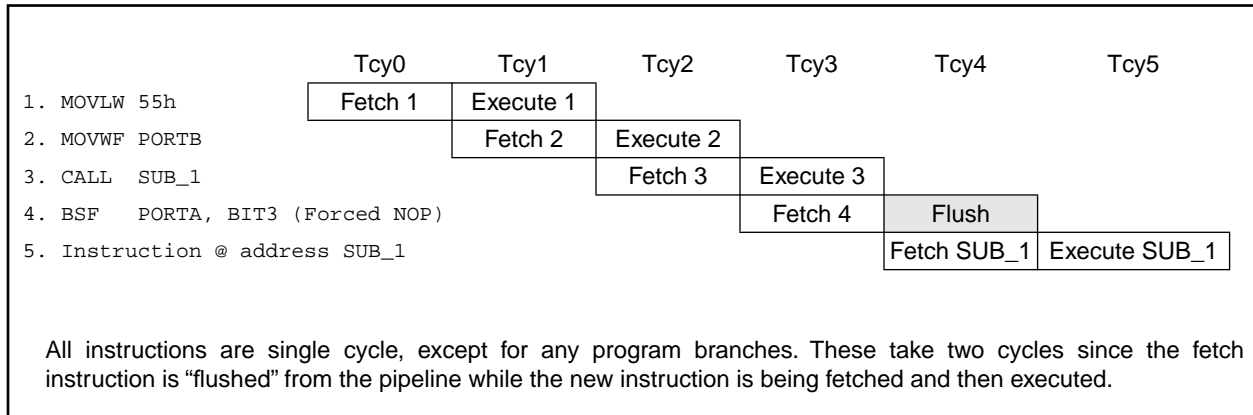 Tcy0 Tcy1 Tcy2 Tcy3 Tcy4 Tcy5
1. MOVLW 55h Fetch 1 Execute 1
2. MOVWF PORTB Fetch 2 Execute 2
3. CALL SUB_1 Fetch 3 Execute 3
4. BSF PORTA, BIT3 (Forced NOP) Fetch 4 Flush
5. Instruction @ address SUB_1 Fetch SUB_1 Execute SUB_1
All instructions are single cycle, except for any program branches. These take two cycles since the fetch
instruction is “flushed” from the pipeline while the new instruction is being fetched and then executed.